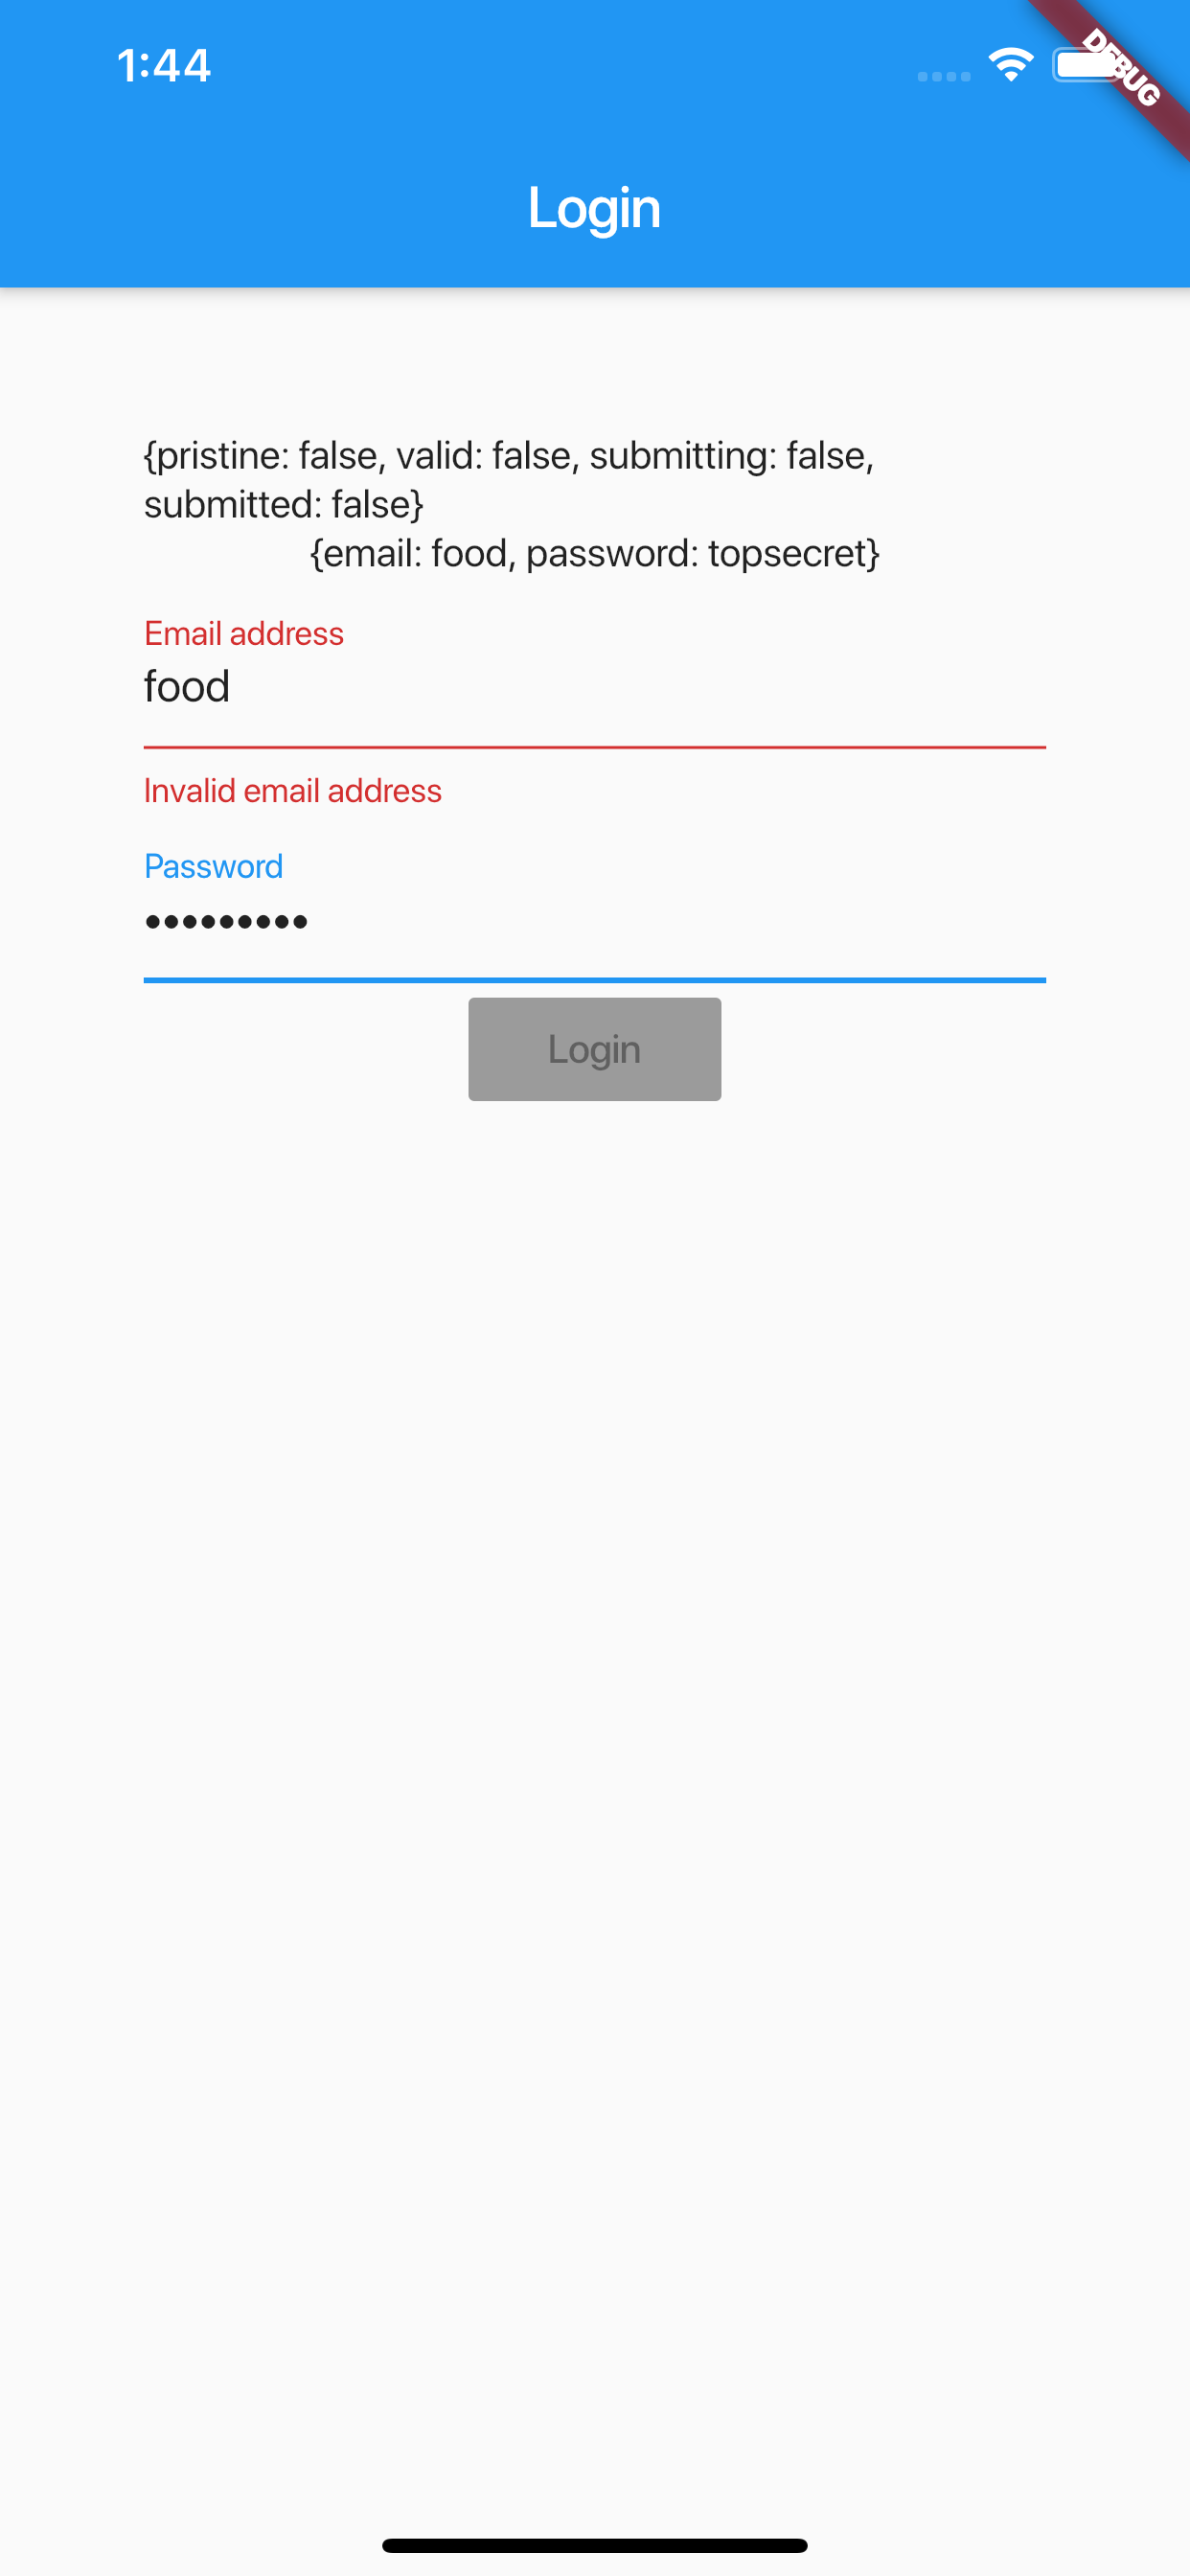 1:44
DEBUG
Login
{pristine: false, valid: false, submitting: false,
submitted: false}
{email: food, password: topsecret}
Email address
food
Invalid email address
Password
•••••••••
Login